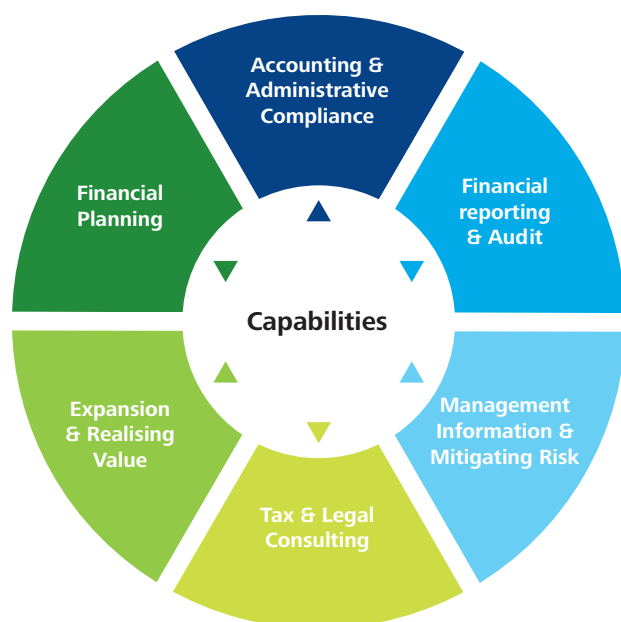 Accounting &
Administrative
Compliance
Financial
reporting
& Audit
Management
Information &
Mitigating Risk
Tax & Legal
Consulting
Expansion
& Realising
Value
Financial
Planning
Capabilities